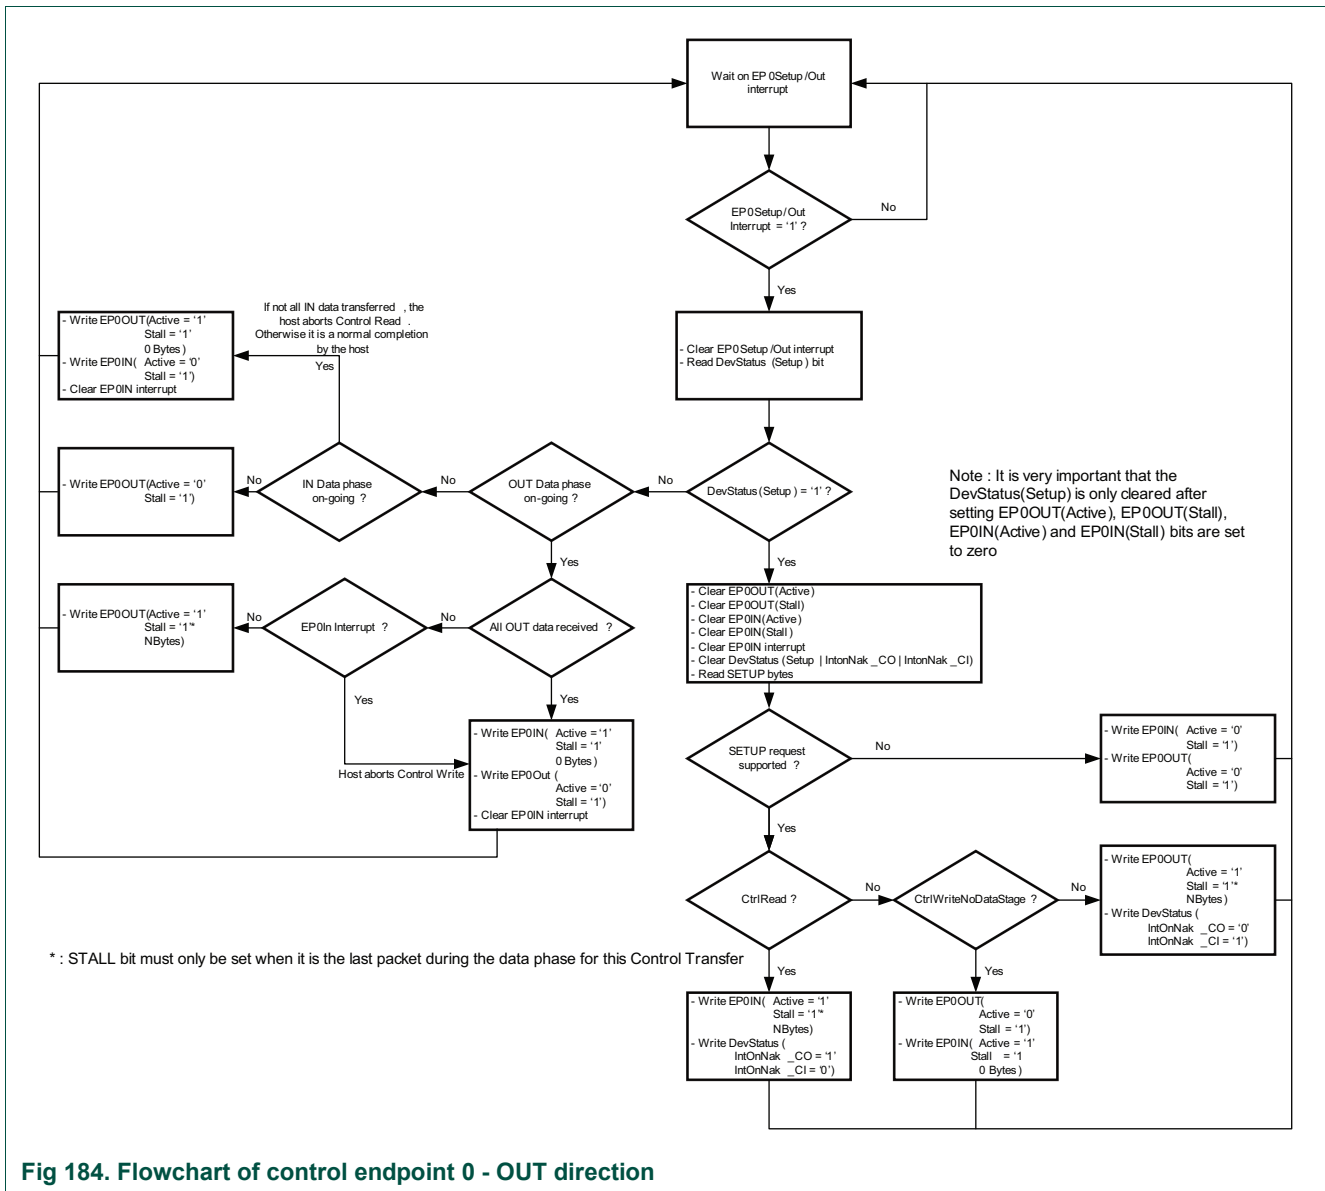 Wait on EP0Setup/Out
interrupt
EP0Setup/Out
Interrupt = '1' ?
No
Yes
- Clear EP0Setup/Out interrupt
- Read DevStatus (Setup) bit
If not all IN data transferred , the
host aborts Control Read .
Otherwise it is a normal completion
by the host
Yes
- Write EP0OUT(Active = '1'
Stall = '1'
0 Bytes)
- Write EP0IN( Active = '0'
Stall = '1')
- Clear EP0IN interrupt
DevStatus(Setup) = '1' ?
No
OUT Data phase
on-going ?
No
IN Data phase
on-going ?
No
- Write EP0OUT(Active = '0'
Stall = '1')
Note : It is very important that the
DevStatus(Setup) is only cleared after
setting EP0OUT(Active), EP0OUT(Stall),
EP0IN(Active) and EP0IN(Stall) bits are set
to zero
Yes
Yes
All OUT data received ?
No
EP0In Interrupt ?
No
- Write EP0OUT(Active = '1'
Stall = '1'*
NBytes)
- Clear EP0OUT(Active)
- Clear EP0OUT(Stall)
- Clear EP0IN(Active)
- Clear EP0IN(Stall)
- Clear EP0IN interrupt
- Clear DevStatus (Setup | IntonNak _CO | IntonNak _CI)
- Read SETUP bytes
Yes
Yes
Host aborts Control Write
- Write EP0IN( Active = '1'
Stall = '1'
0 Bytes)
- Write EP0Out (
Active = '0'
Stall = '1')
- Clear EP0IN interrupt
SETUP request
supported ?
No
- Write EP0IN( Active = '0'
Stall = '1')
- Write EP0OUT(
Active = '0'
Stall = '1')
Yes
CtrlRead ?
No
CtrlWriteNoDataStage ?
No
- Write EP0OUT(
Active = '1'
Stall = '1'*
NBytes)
- Write DevStatus (
IntOnNak _CO = '0'
IntOnNak _CI = '1')
* : STALL bit must only be set when it is the last packet during the data phase for this Control Transfer
Yes
Yes
- Write EP0IN( Active = '1'
Stall = '1'*
NBytes)
- Write DevStatus (
IntOnNak _CO = '1'
IntOnNak _CI = '0')
- Write EP0OUT(
Active = '0'
Stall = '1')
- Write EP0IN( Active = '1'
Stall = '1
0 Bytes)
Fig 184. Flowchart of control endpoint 0 - OUT direction